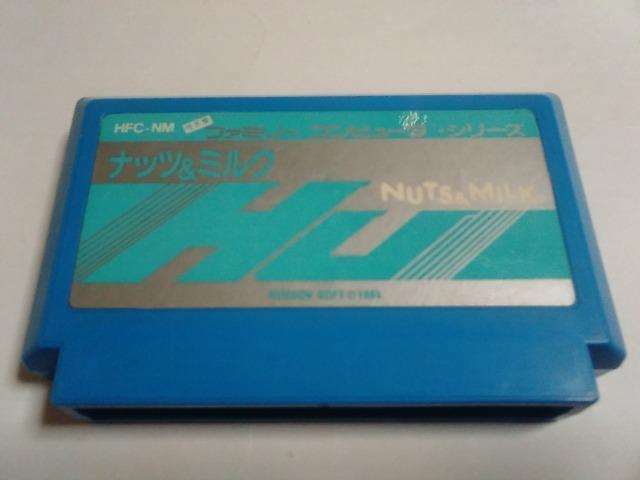 HFC-NM
ファミリーコンピュータ・シリーズ
ナッツ&ミルク
NUTS&MILK
HU
HUDSON SOFT © 1984